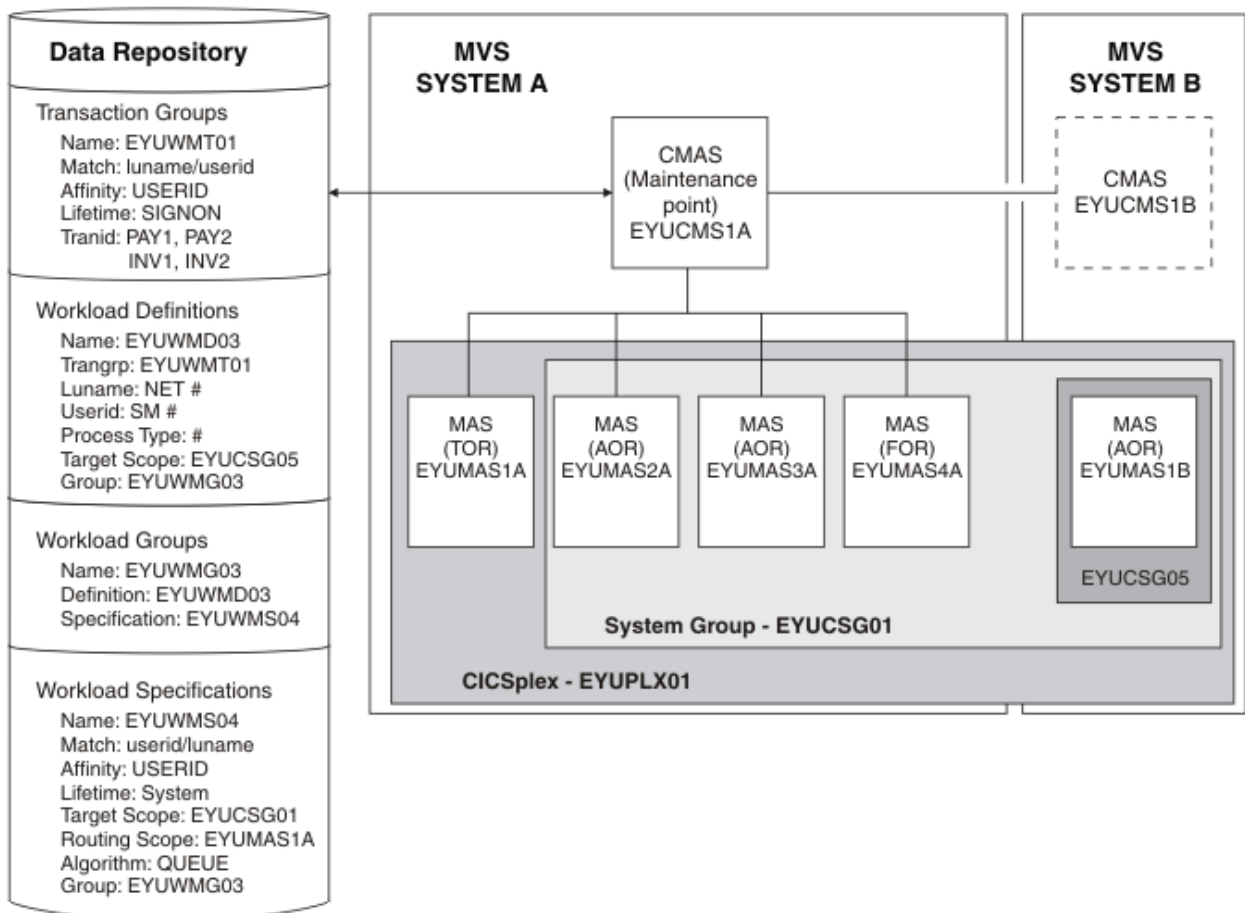 Data Repository
Transaction Groups
Name: EYUWMT01
Match: luname/userid
Affinity: USERID
Lifetime: SIGNON
Tranid: PAY1, PAY2
INV1, INV2
Workload Definitions
Name: EYUWMD03
Trangrp: EYUWMT01
Luname: NET #
Userid: SM #
Process Type: #
Target Scope: EYUCSG05
Group: EYUWMG03
Workload Groups
Name: EYUWMG03
Definition: EYUWMD03
Specification: EYUWMS04
Workload Specifications
Name: EYUWMS04
Match: userid/luname
Affinity: USERID
Lifetime: System
Target Scope: EYUCSG01
Routing Scope: EYUMAS1A
Algorithm: QUEUE
Group: EYUWMG03
MVS
SYSTEM A
CMAS
(Maintenance
point)
EYUCMS1A
MAS
(TOR)
EYUMAS1A
MAS
(AOR)
EYUMAS2A
MAS
(AOR)
EYUMAS3A
MAS
(FOR)
EYUMAS4A
MVS
SYSTEM B
CMAS
EYUCMS1B
MAS
(AOR)
EYUMAS1B
EYUCSG05
System Group - EYUCSG01
CICSplex - EYUPLX01